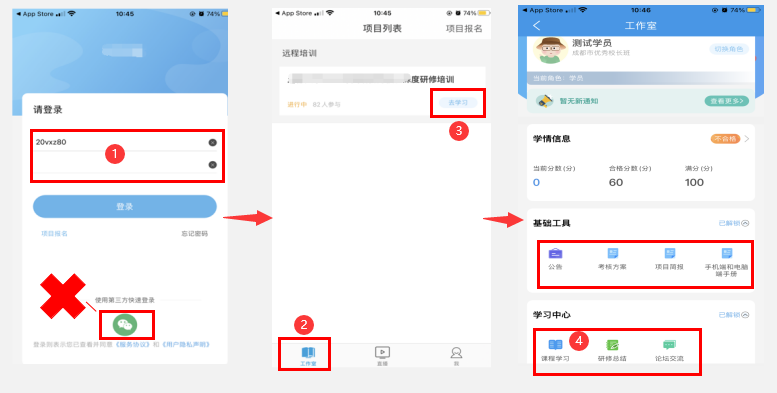 App Store 10:45 74%
请登录
20vxz80
1
登录
项目报名 忘记密码
使用第三方快速登录
登录则表示您已查看并同意《服务协议》和《用户隐私声明》
App Store 10:45 74%
项目列表 项目报名
远程培训
度研修培训
进行中 62人参与
去学习
3
2
工作室 直播 我
App Store 10:46 74%
工作室
测试学员
成都市优秀校长班
切换角色
当前角色：学员
暂无新通知 查看更多>
学情信息 不合格
当前分数(分) 合格分数(分) 满分(分)
0 60 100
基础工具 已解锁
公告 考核方案 项目简报 手机端和电脑端手册
学习中心 已解锁
4
课程学习 研修总结 论坛交流